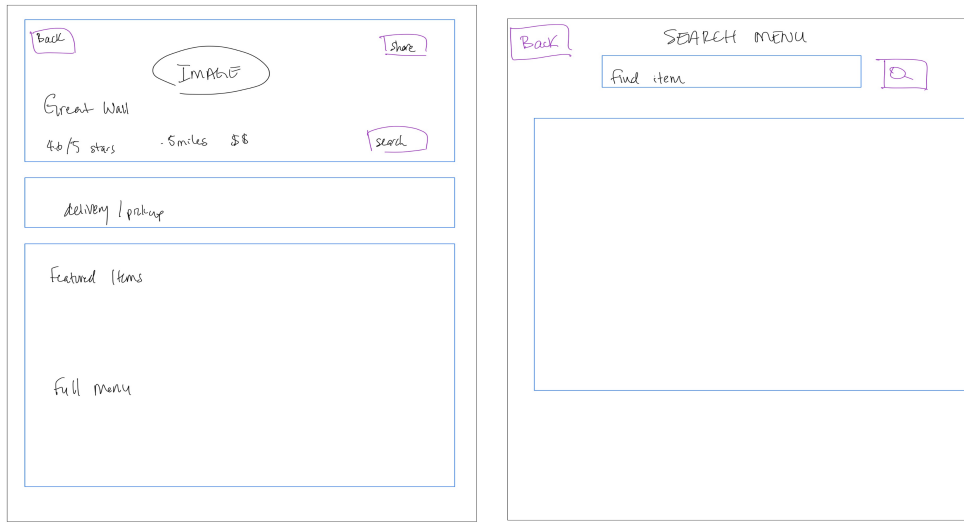 Back
Share
IMAGE
Great Wall
4.6/5 stars .5miles $$
search
delivery / pickup
Featured Items
Full menu
Back
SEARCH MENU
find item